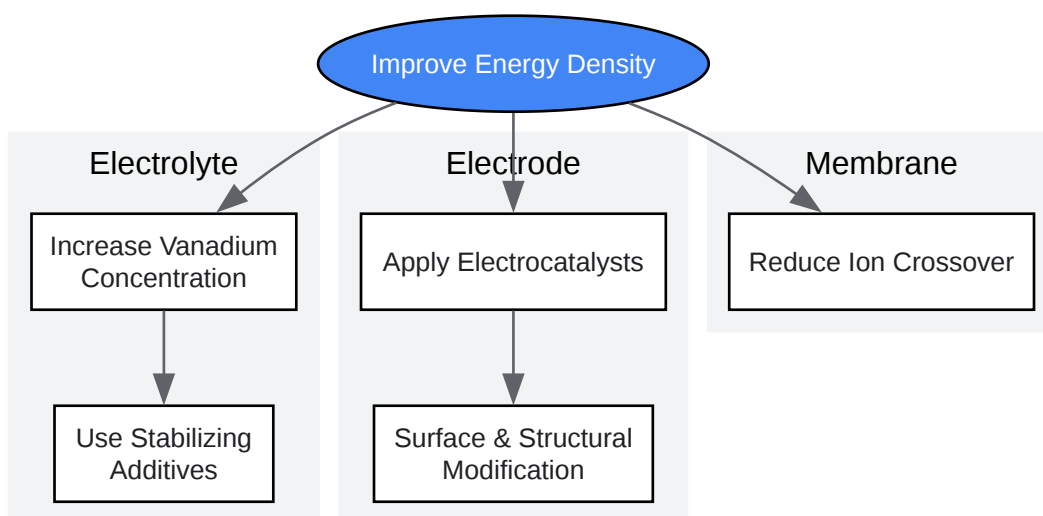 Improve Energy Density
Electrolyte
Electrode
Membrane
Increase Vanadium
Concentration
Apply Electrocatalysts
Reduce Ion Crossover
Use Stabilizing
Additives
Surface & Structural
Modification